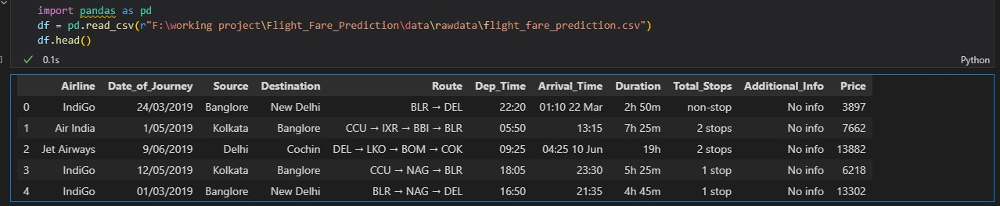 import pandas as pd
df = pd.read_csv(r"F:\working project\Flight_Fare_Prediction\data\rawdata\flight_fare_prediction.csv")
df.head()
] ✓ 0.1s Python
Airline Date_of_Journey Source Destination Route Dep_Time Arrival_Time Duration Total_Stops Additional_Info Price
0 IndiGo 24/03/2019 Banglore New Delhi BLR → DEL 22:20 01:10 22 Mar 2h 50m non-stop No info 3897
1 Air India 1/05/2019 Kolkata Banglore CCU → IXR → BBI → BLR 05:50 13:15 7h 25m 2 stops No info 7662
2 Jet Airways 9/06/2019 Delhi Cochin DEL → LKO → BOM → COK 09:25 04:25 10 Jun 19h 2 stops No info 13882
3 IndiGo 12/05/2019 Kolkata Banglore CCU → NAG → BLR 18:05 23:30 5h 25m 1 stop No info 6218
4 IndiGo 01/03/2019 Banglore New Delhi BLR → NAG → DEL 16:50 21:35 4h 45m 1 stop No info 13302